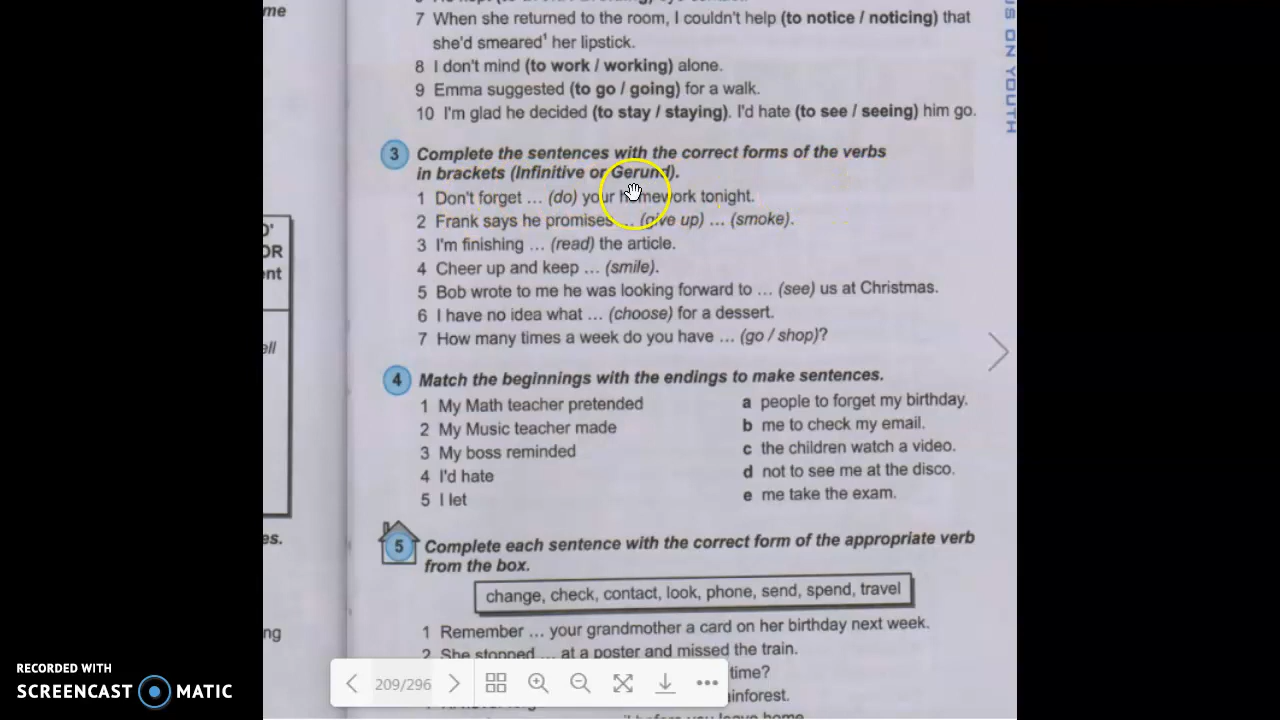 me
7 When she returned to the room, I couldn't help (to notice / noticing) that
she'd smeared¹ her lipstick.
8 I don't mind (to work / working) alone.
9 Emma suggested (to go / going) for a walk.
10 I'm glad he decided (to stay / staying). I'd hate (to see / seeing) him go.
US ON YOUTH
3 Complete the sentences with the correct forms of the verbs
in brackets (Infinitive or Gerund).
1 Don't forget ... (do) your homework tonight.
2 Frank says he promises ... (give up) ... (smoke).
3 I'm finishing ... (read) the article.
4 Cheer up and keep ... (smile).
5 Bob wrote to me he was looking forward to ... (see) us at Christmas.
6 I have no idea what ... (choose) for a dessert.
7 How many times a week do you have ... (go / shop)?
O'
OR
nt
ell
es.
ng
4 Match the beginnings with the endings to make sentences.
1 My Math teacher pretended
2 My Music teacher made
3 My boss reminded
4 I'd hate
5 I let
a people to forget my birthday.
b me to check my email.
c the children watch a video.
d not to see me at the disco.
e me take the exam.
5 Complete each sentence with the correct form of the appropriate verb
from the box.
change, check, contact, look, phone, send, spend, travel
1 Remember ... your grandmother a card on her birthday next week.
2 She stopped ... at a poster and missed the train.
time?
ainforest.
before you leave home
209/296
RECORDED WITH
SCREENCAST MATIC